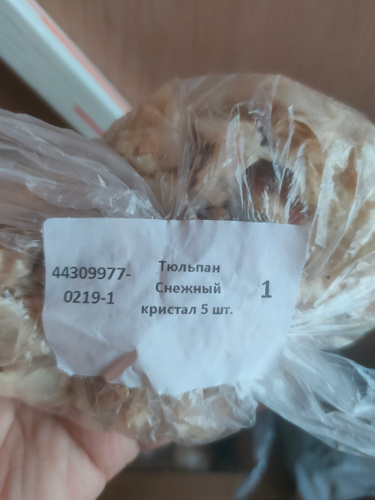 44309977-
0219-1
Тюльпан
Снежный
кристал 5 шт.
1